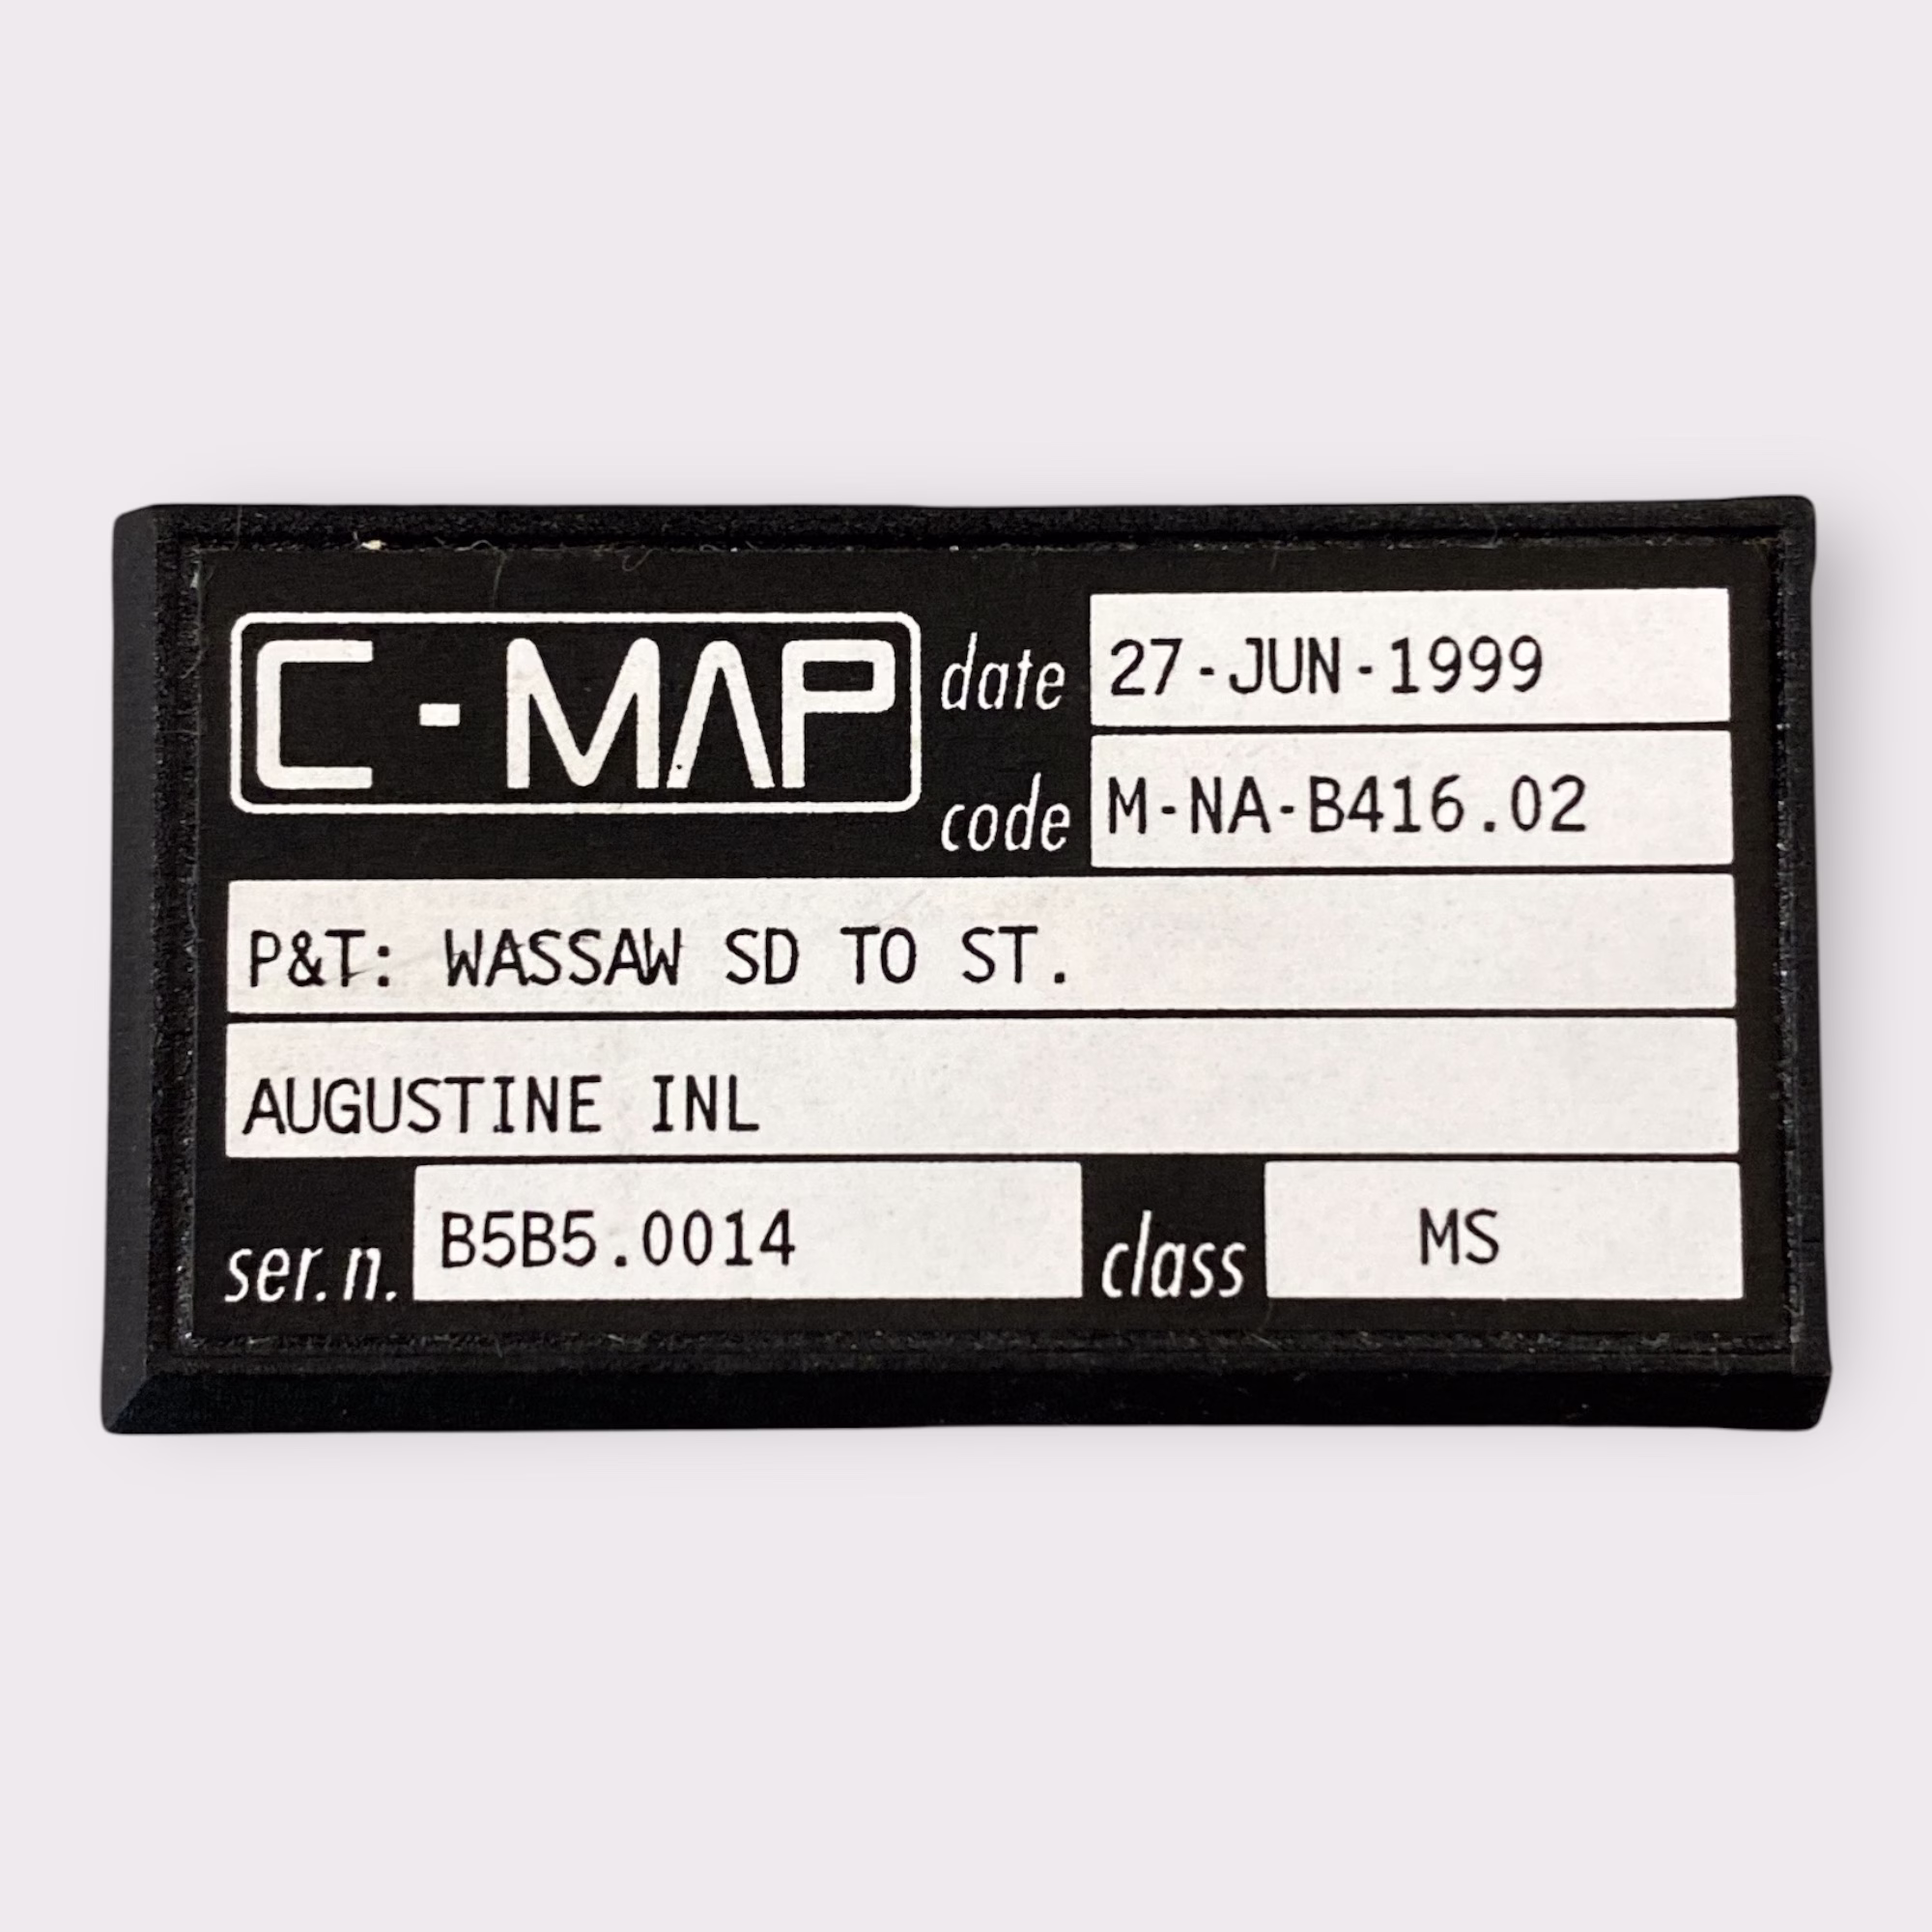 C-MAP
date 27-JUN-1999
code M-NA-B416.02
P&T: WASSAW SD TO ST.
AUGUSTINE INL
ser. n. B5B5.0014 class MS